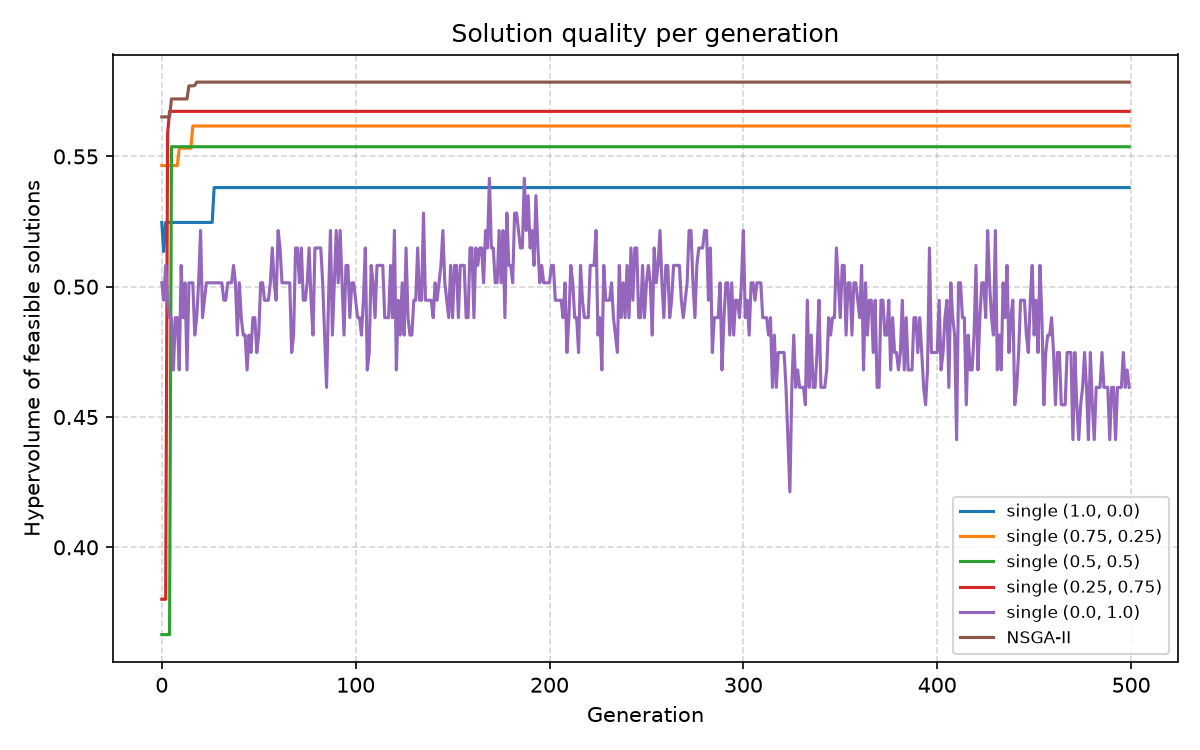 Solution quality per generation
Hypervolume of feasible solutions
0.55
0.50
0.45
0.40
0
100
200
300
400
500
Generation
single (1.0, 0.0)
single (0.75, 0.25)
single (0.5, 0.5)
single (0.25, 0.75)
single (0.0, 1.0)
NSGA-II